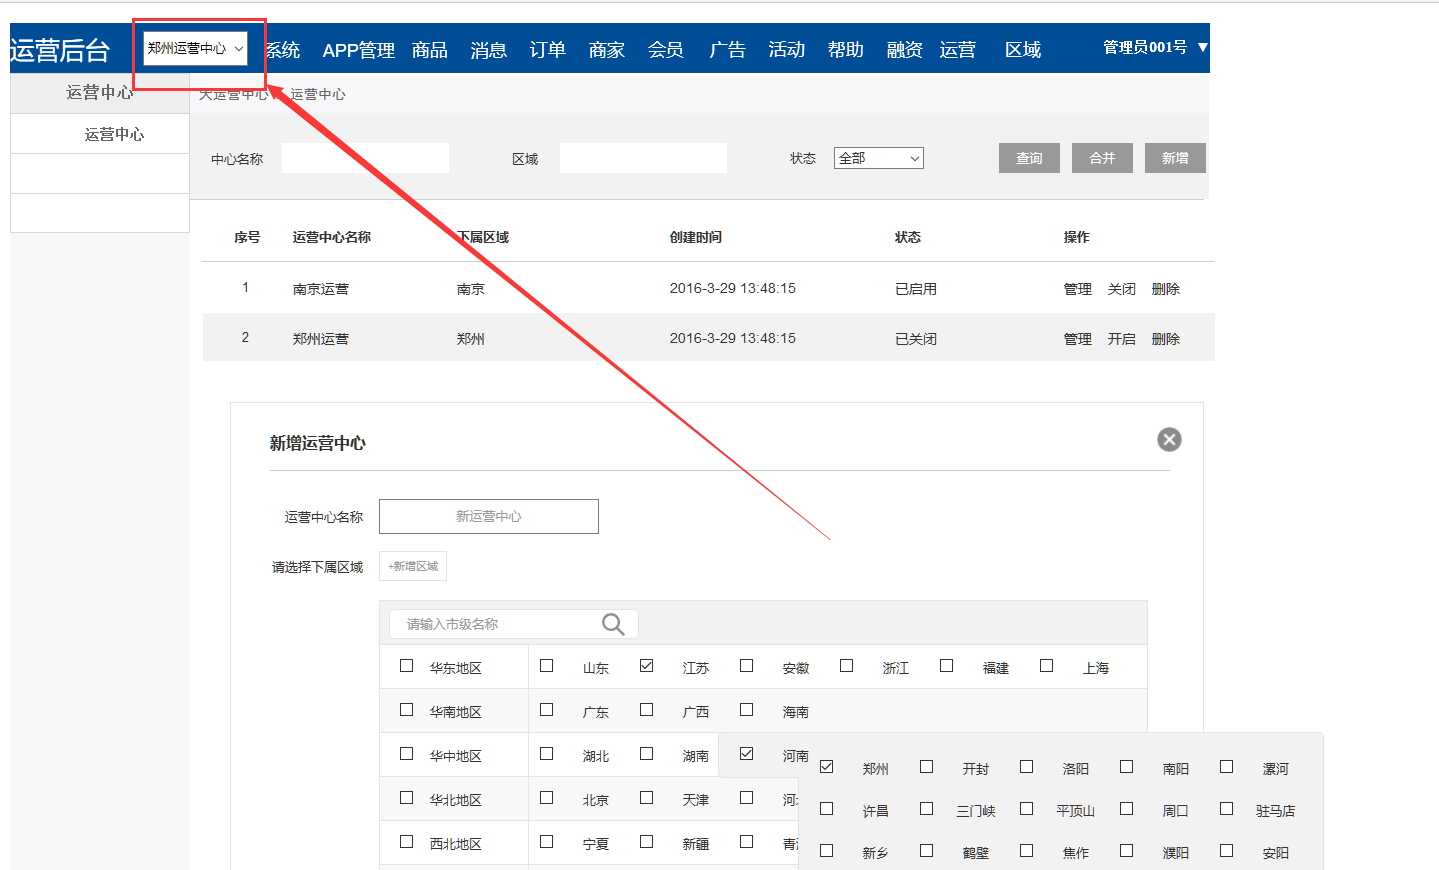 运营后台 郑州运营中心 系统 APP管理 商品 消息 订单 商家 会员 广告 活动 帮助 融资 运营 区域 管理员001号 ▼
运营中心 大运营中心 运营中心
运营中心
中心名称 区域 状态 全部 查询 合并 新增
序号 运营中心名称 下属区域 创建时间 状态 操作
1 南京运营 南京 2016-3-29 13:48:15 已启用 管理 关闭 删除
2 郑州运营 郑州 2016-3-29 13:48:15 已关闭 管理 开启 删除
新增运营中心
运营中心名称 新运营中心
请选择下属区域 +新增区域
请输入市级名称
华东地区 山东 江苏 安徽 浙江 福建 上海
华南地区 广东 广西 海南
华中地区 湖北 湖南 河南
郑州 开封 洛阳 南阳 漯河
华北地区 北京 天津 河
许昌 三门峡 平顶山 周口 驻马店
西北地区 宁夏 新疆 青
新乡 鹤壁 焦作 濮阳 安阳